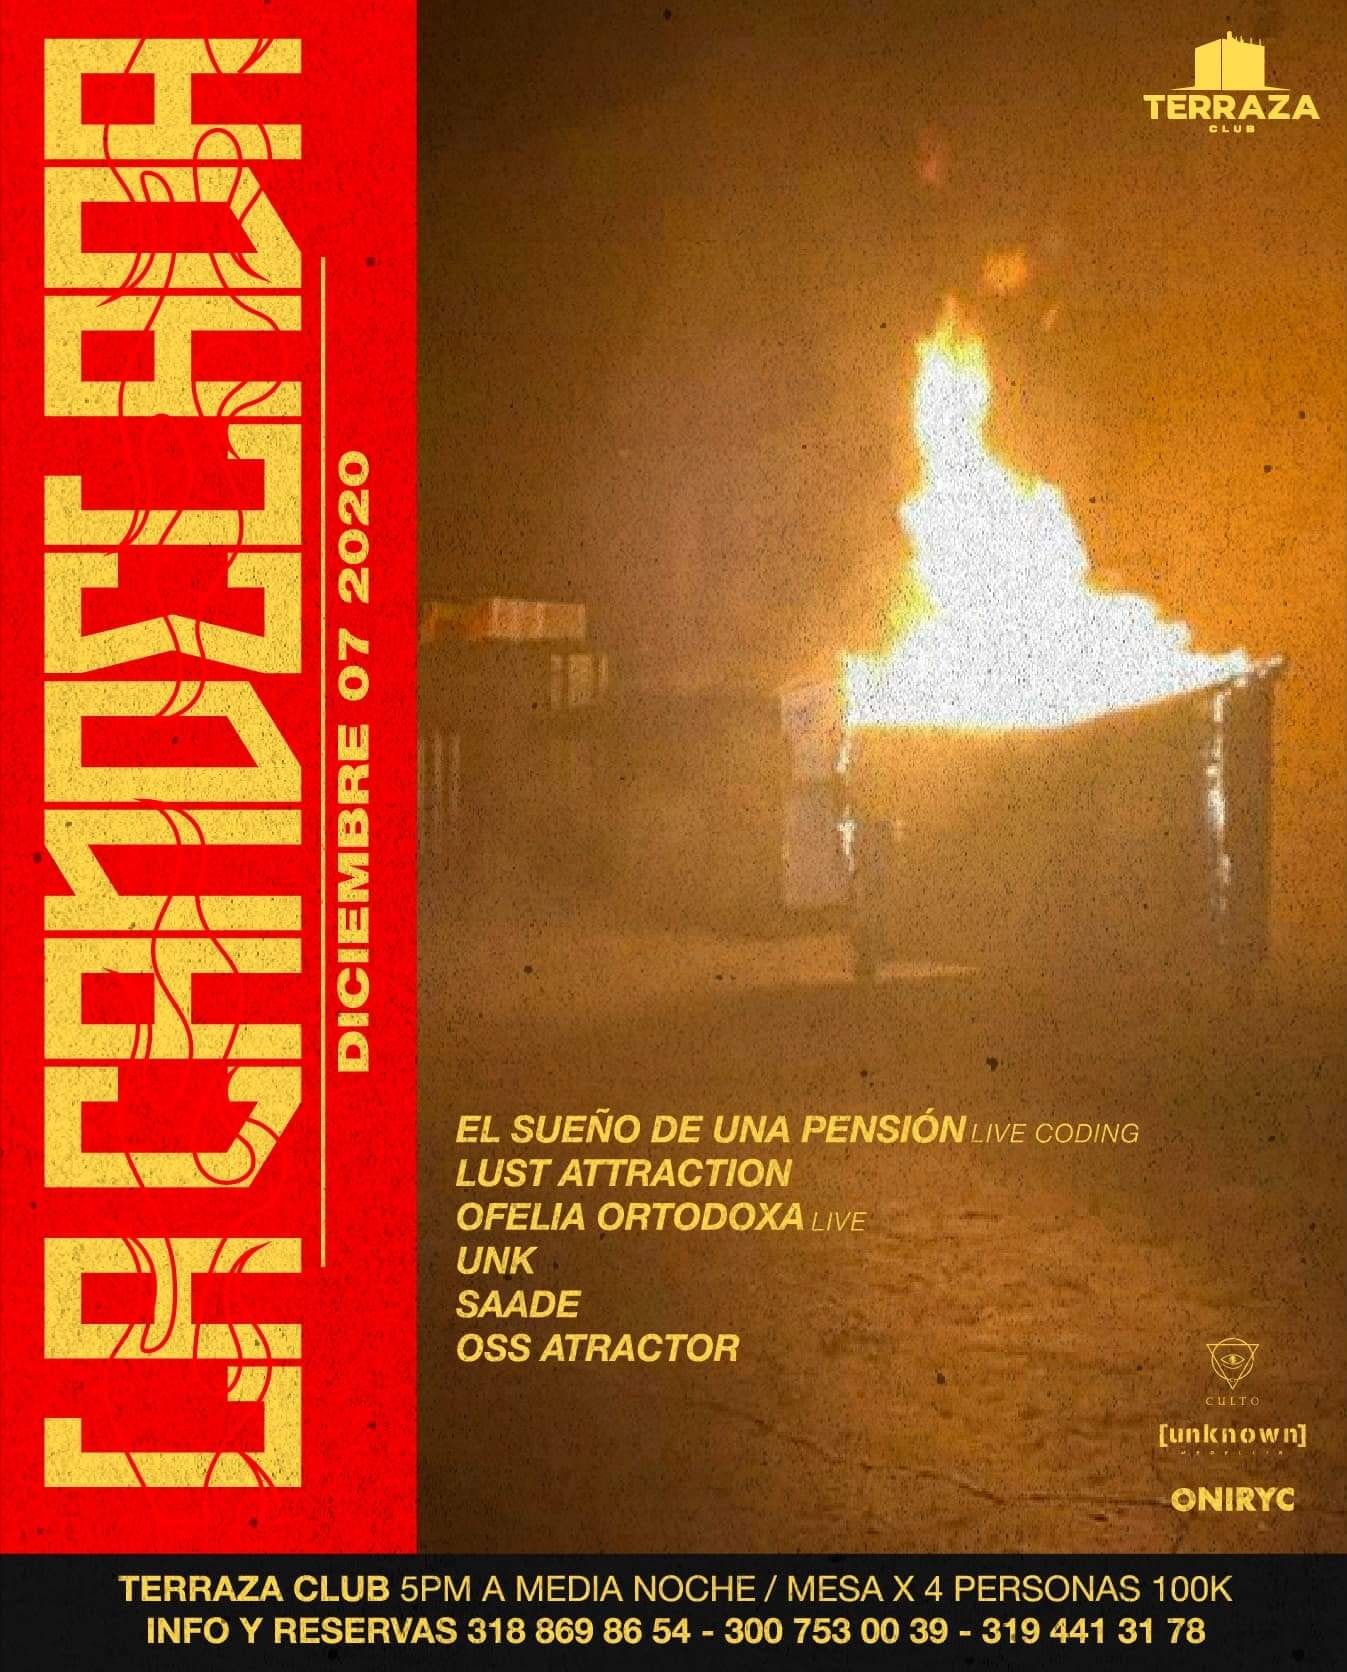 LA CANDELADA
DICIEMBRE 07 2020
TERRAZA
CLUB
EL SUEÑO DE UNA PENSIÓN LIVE CODING
LUST ATTRACTION
OFELIA ORTODOXA LIVE
UNK
SAADE
OSS ATRACTOR
CULTO
[unknown]
MEDELLIN
ONIRYC
TERRAZA CLUB 5PM A MEDIA NOCHE / MESA X 4 PERSONAS 100K
INFO Y RESERVAS 318 869 86 54 - 300 753 00 39 - 319 441 31 78